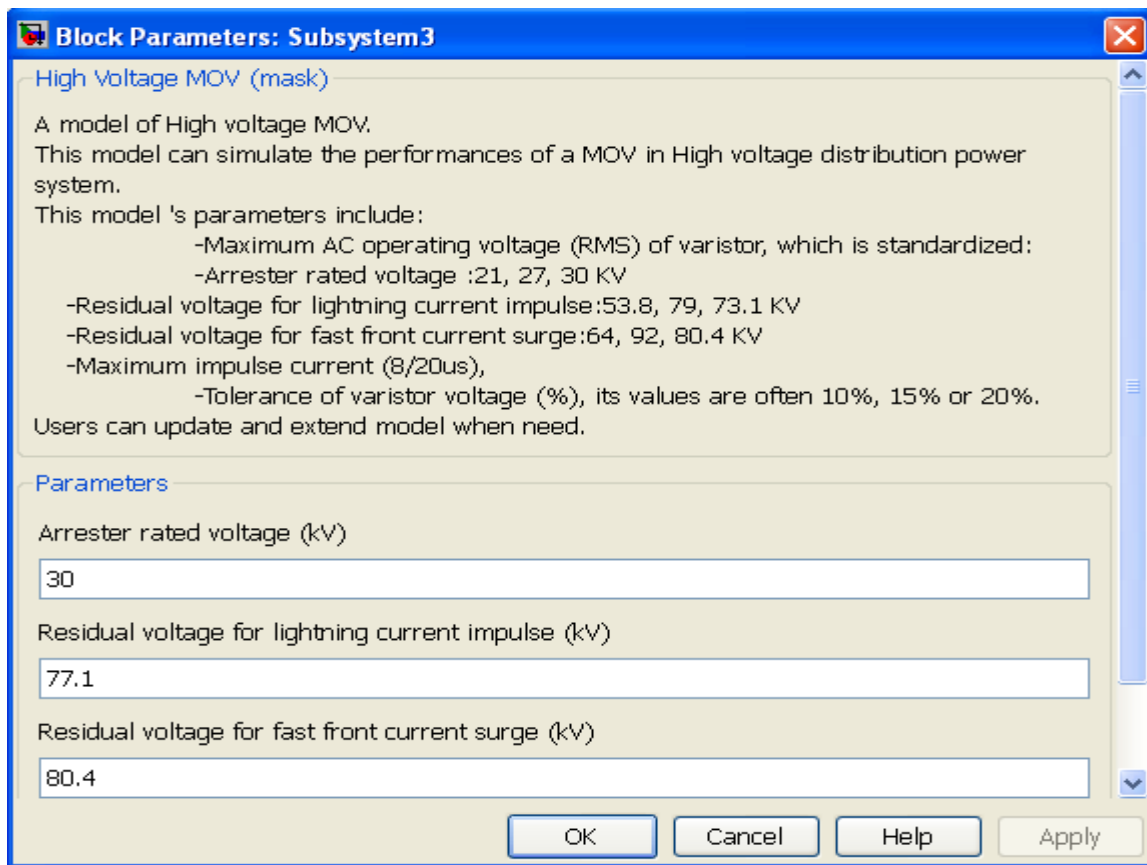 Block Parameters: Subsystem3
High Voltage MOV (mask)
A model of High voltage MOV.
This model can simulate the performances of a MOV in High voltage distribution power
system.
This model 's parameters include:
-Maximum AC operating voltage (RMS) of varistor, which is standardized:
-Arrester rated voltage :21, 27, 30 KV
-Residual voltage for lightning current impulse:53.8, 79, 73.1 KV
-Residual voltage for fast front current surge:64, 92, 80.4 KV
-Maximum impulse current (8/20us),
-Tolerance of varistor voltage (%), its values are often 10%, 15% or 20%.
Users can update and extend model when need.
Parameters
Arrester rated voltage (kV)
30
Residual voltage for lightning current impulse (kV)
77.1
Residual voltage for fast front current surge (kV)
80.4
OK Cancel Help Apply